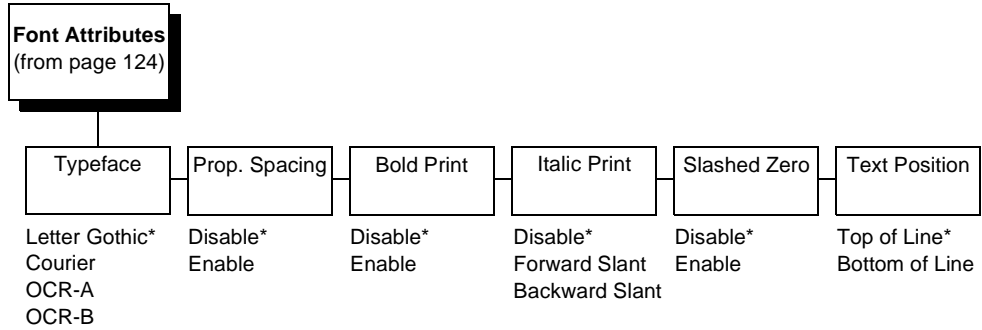 Font Attributes
(from page 124)
Typeface
Prop. Spacing
Bold Print
Italic Print
Slashed Zero
Text Position
Letter Gothic*
Courier
OCR-A
OCR-B
Disable*
Enable
Disable*
Enable
Disable*
Forward Slant
Backward Slant
Disable*
Enable
Top of Line*
Bottom of Line